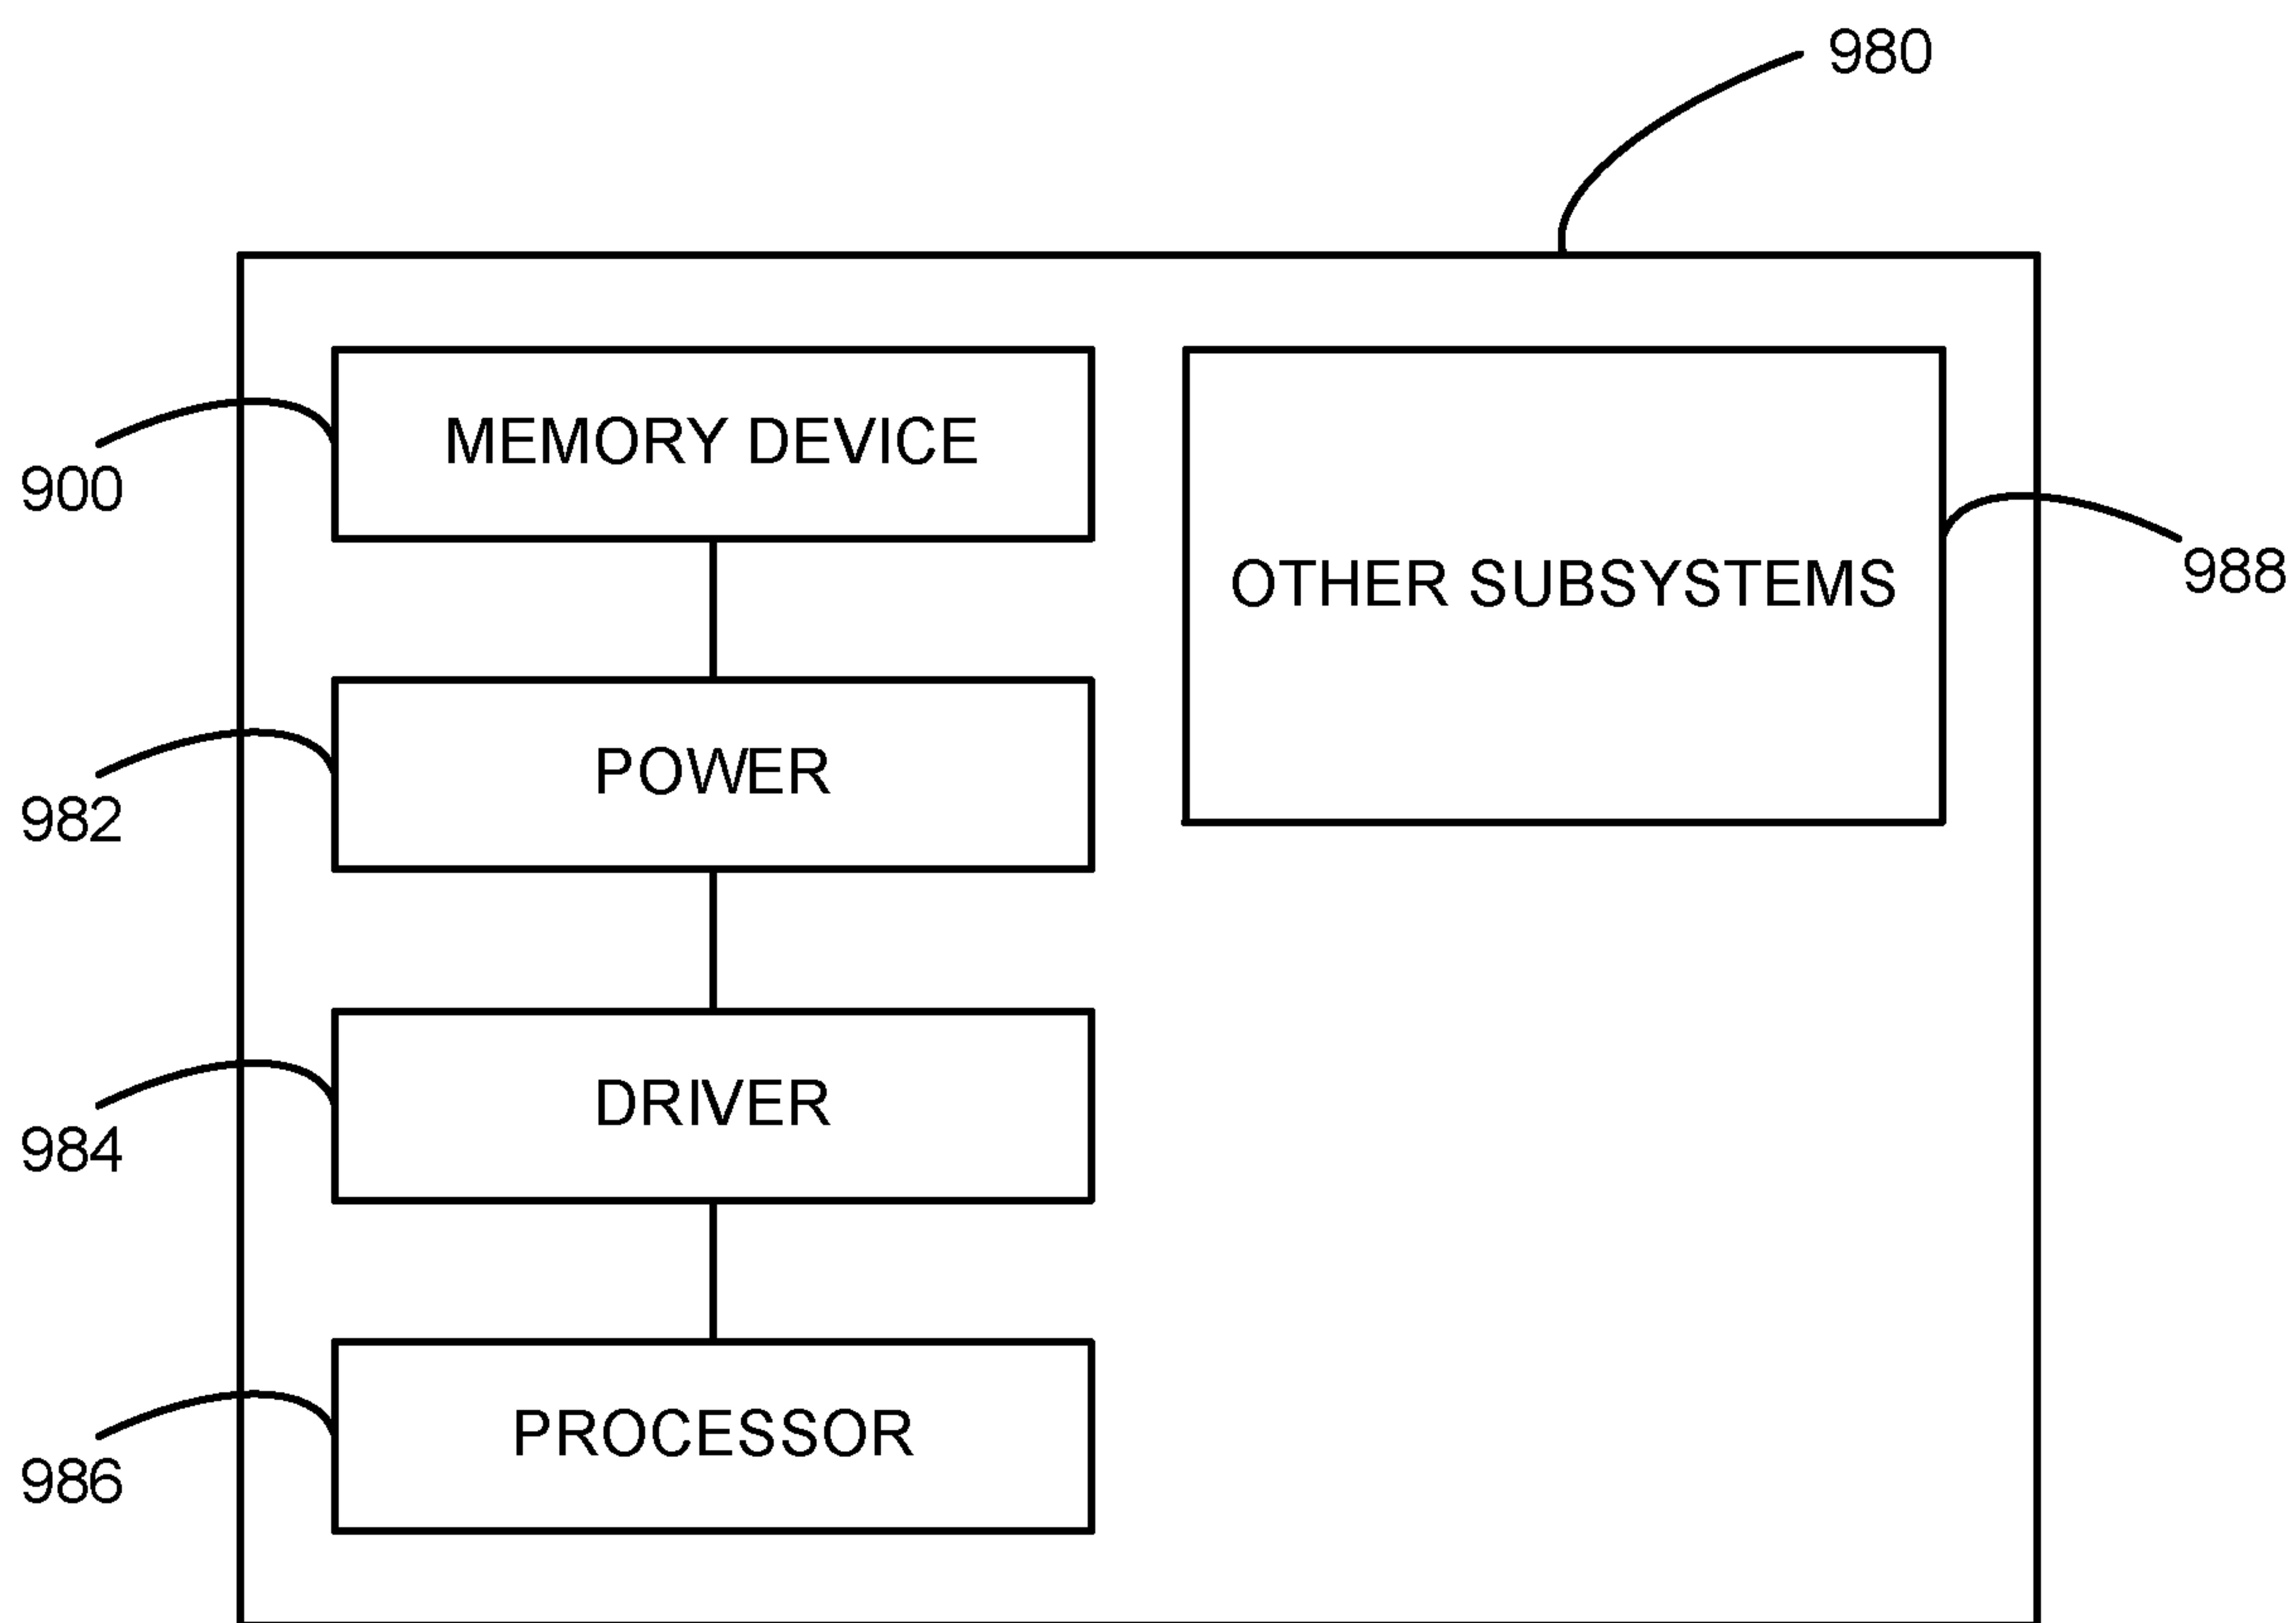 980
MEMORY DEVICE
900
OTHER SUBSYSTEMS
988
POWER
982
DRIVER
984
PROCESSOR
986